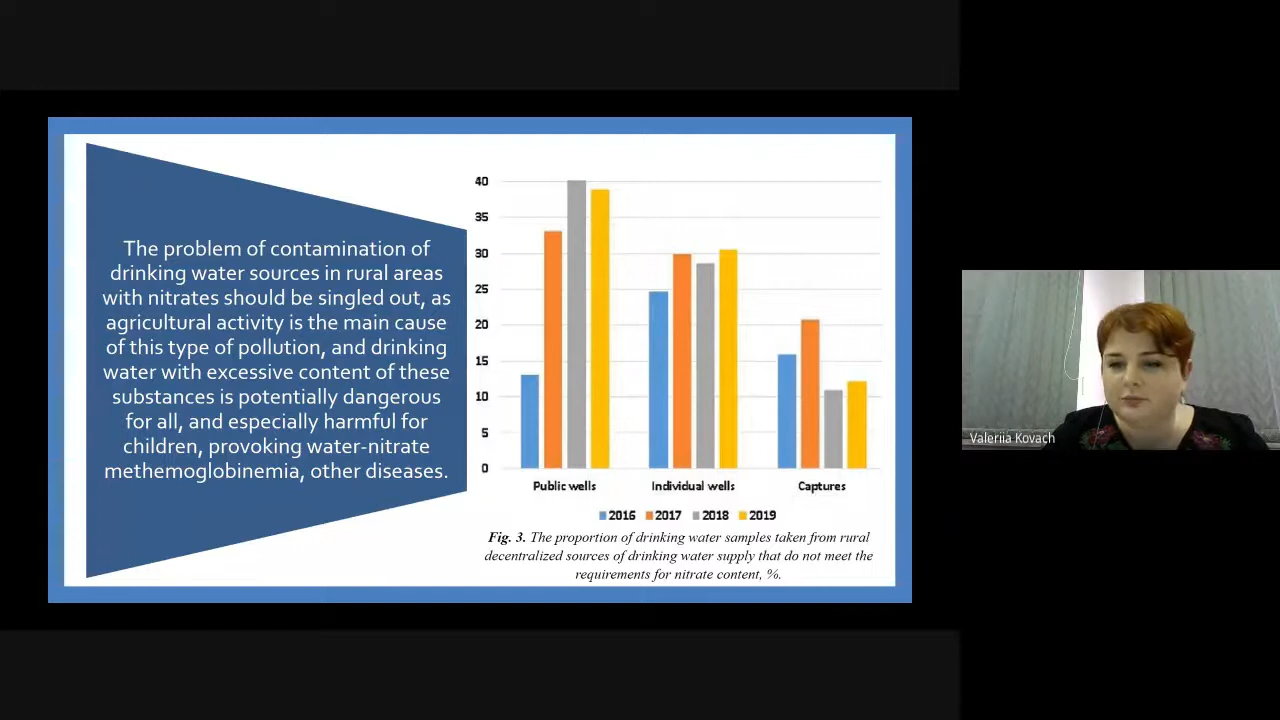 The problem of contamination of
drinking water sources in rural areas
with nitrates should be singled out, as
agricultural activity is the main cause
of this type of pollution, and drinking
water with excessive content of these
substances is potentially dangerous
for all, and especially harmful for
children, provoking water-nitrate
methemoglobinemia, other diseases.
40
35
30
25
20
15
10
5
0
Public wells Individual wells Captures
2016 2017 2018 2019
Fig. 3. The proportion of drinking water samples taken from rural
decentralized sources of drinking water supply that do not meet the
requirements for nitrate content, %.
Valeriia Kovach